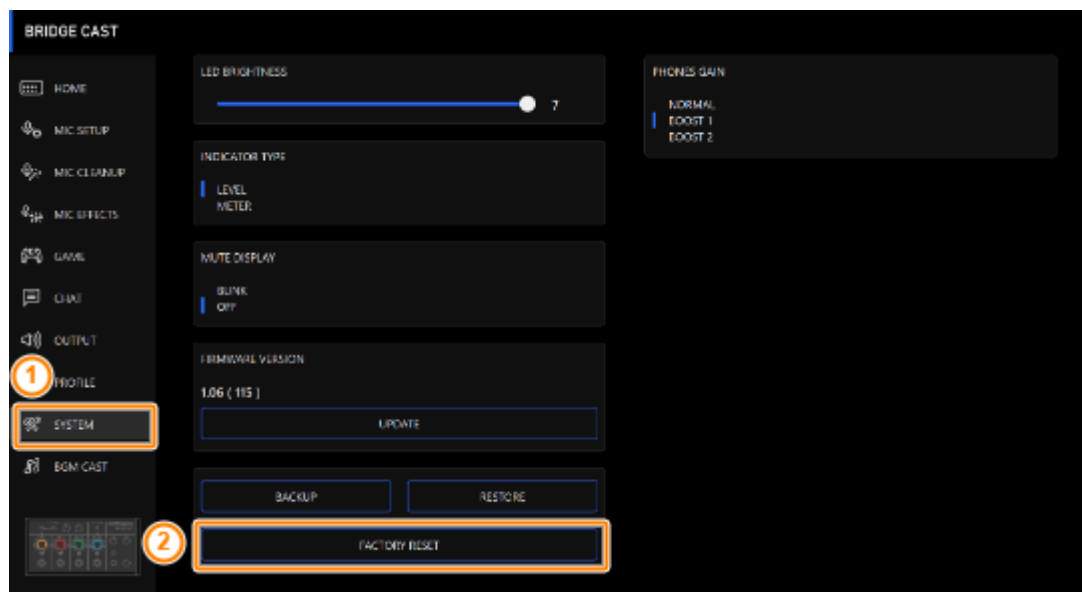 BRIDGE CAST
HOME
MIC SETUP
MIC CLEANUP
MIC EFFECTS
GAME
CHAT
OUTPUT
1
PROFILE
SYSTEM
BGM CAST
LED BRIGHTNESS
7
INDICATOR TYPE
LEVEL
METER
MUTE DISPLAY
BLINK
OFF
FIRMWARE VERSION
1.06 ( 115 )
UPDATE
BACKUP
RESTORE
2
FACTORY RESET
PHONES GAIN
NORMAL
BOOST 1
BOOST 2